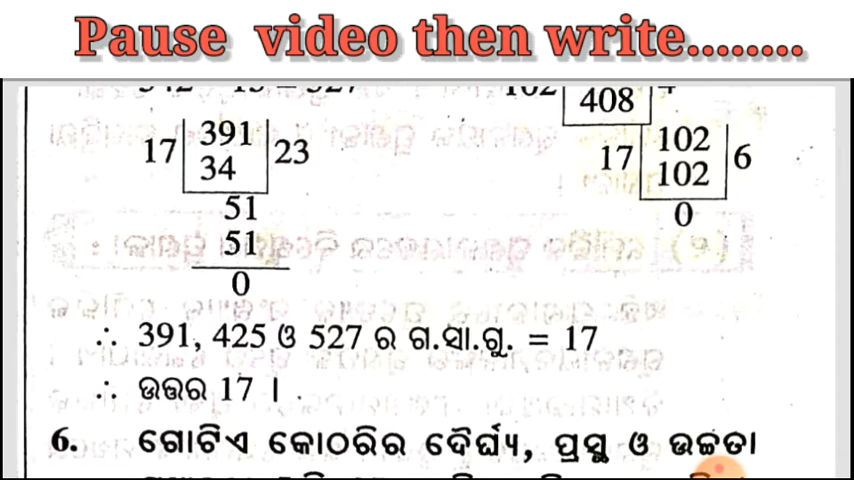 Pause video then write........
408
17 391 23
34
51
51
0
17 102 6
102
0
∴ 391, 425 ଓ 527 ର ଗ.ସା.ଗୁ. = 17
∴ ଉତ୍ତର 17 ।
6. ଗୋଟିଏ କୋଠରିର ଦୈର୍ଘ୍ୟ, ପ୍ରସ୍ଥ ଓ ଉଚ୍ଚତା